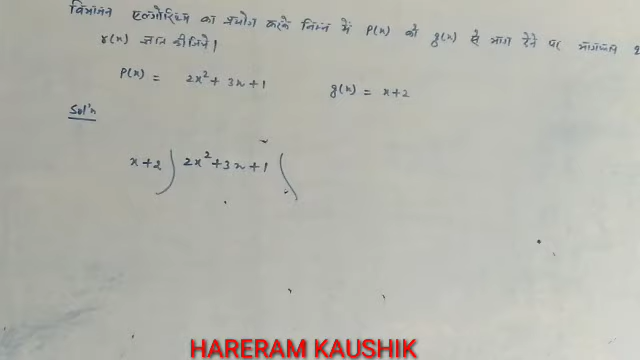 विभाजन एल्गोरिथ्म का प्रयोग करके निम्न में P(x) को g(x) से भाग देने पर भागफल
r(x) ज्ञात कीजिये।
P(x) = 2x² + 3x + 1 g(x) = x+2
Sol'n
x+2 ) 2x² + 3x + 1 (
HARERAM KAUSHIK